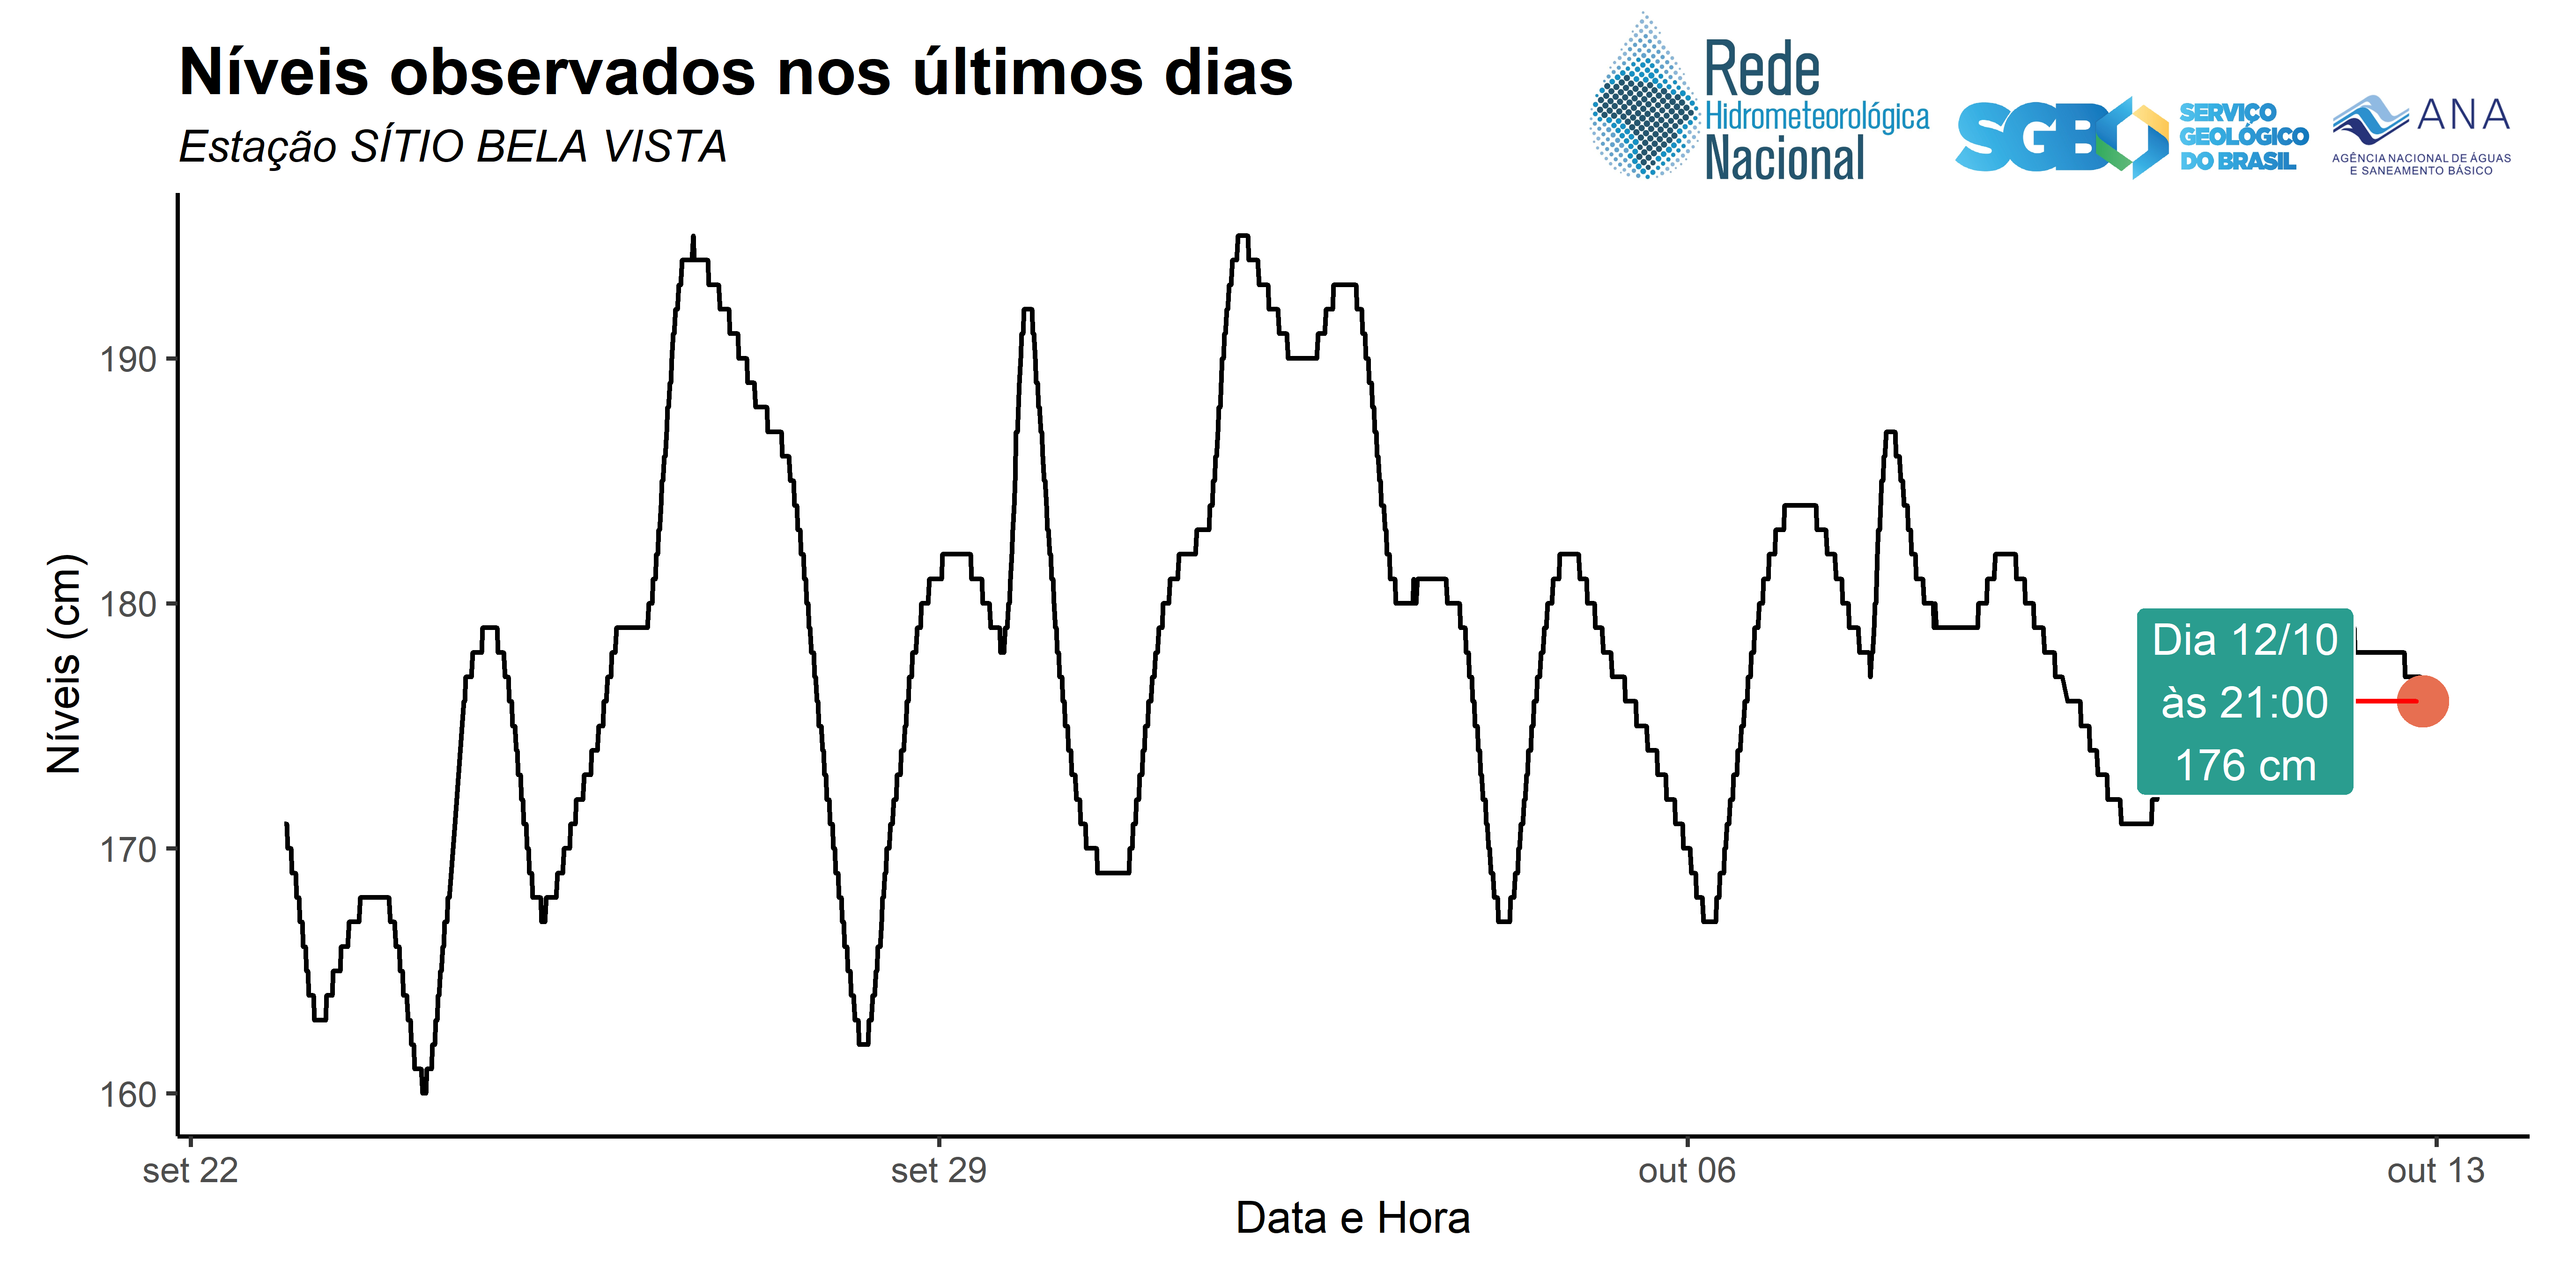 Níveis observados nos últimos dias
Estação SÍTIO BELA VISTA
Rede
Hidrometeorológica
Nacional
SGB
SERVIÇO
GEOLÓGICO
DO BRASIL
ANA
AGÊNCIA NACIONAL DE ÁGUAS
E SANEAMENTO BÁSICO
Níveis (cm)
190
180
170
160
Dia 12/10
às 21:00
176 cm
set 22
set 29
out 06
out 13
Data e Hora